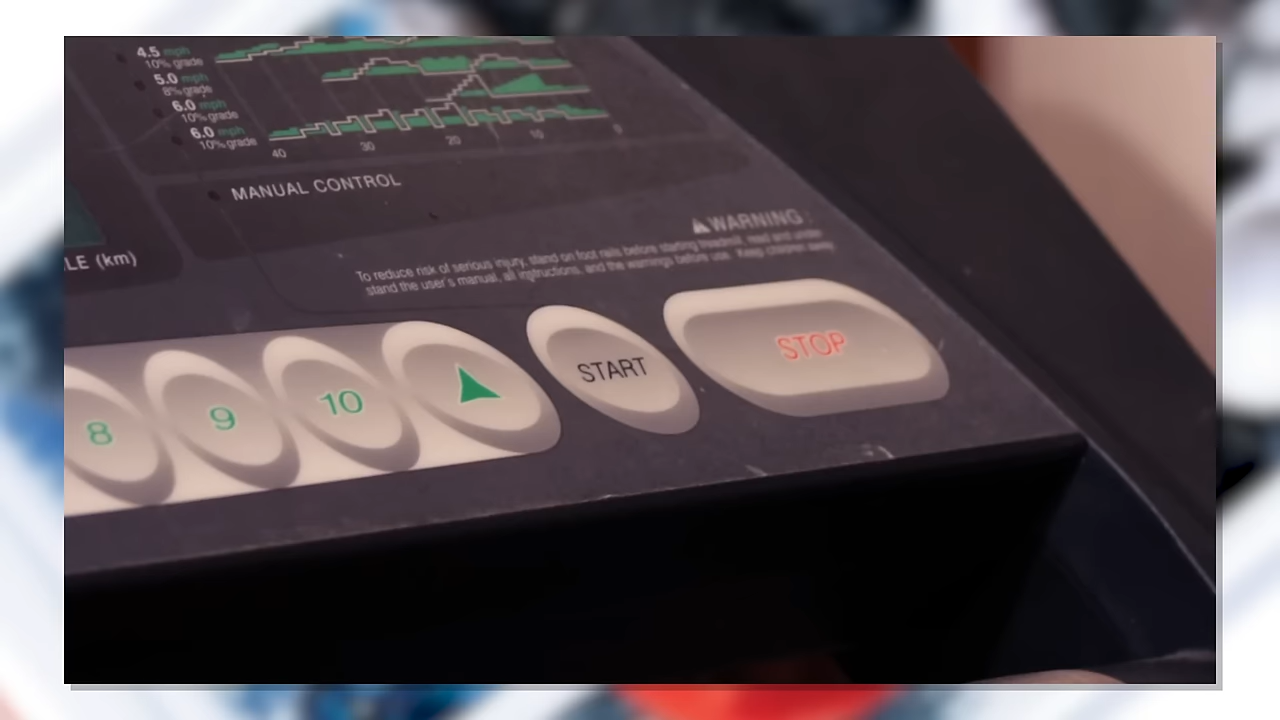 4.5 mph
10% grade
5.0 mph
8% grade
6.0 mph
10% grade
6.0 mph
10% grade
40 30 20 10 0
MANUAL CONTROL
LE (km)
WARNING:
To reduce risk of serious injury, stand on foot rails before starting treadmill, read and under-
stand the user's manual, all instructions, and the warnings before use. Keep children away.
8 9 10 START STOP